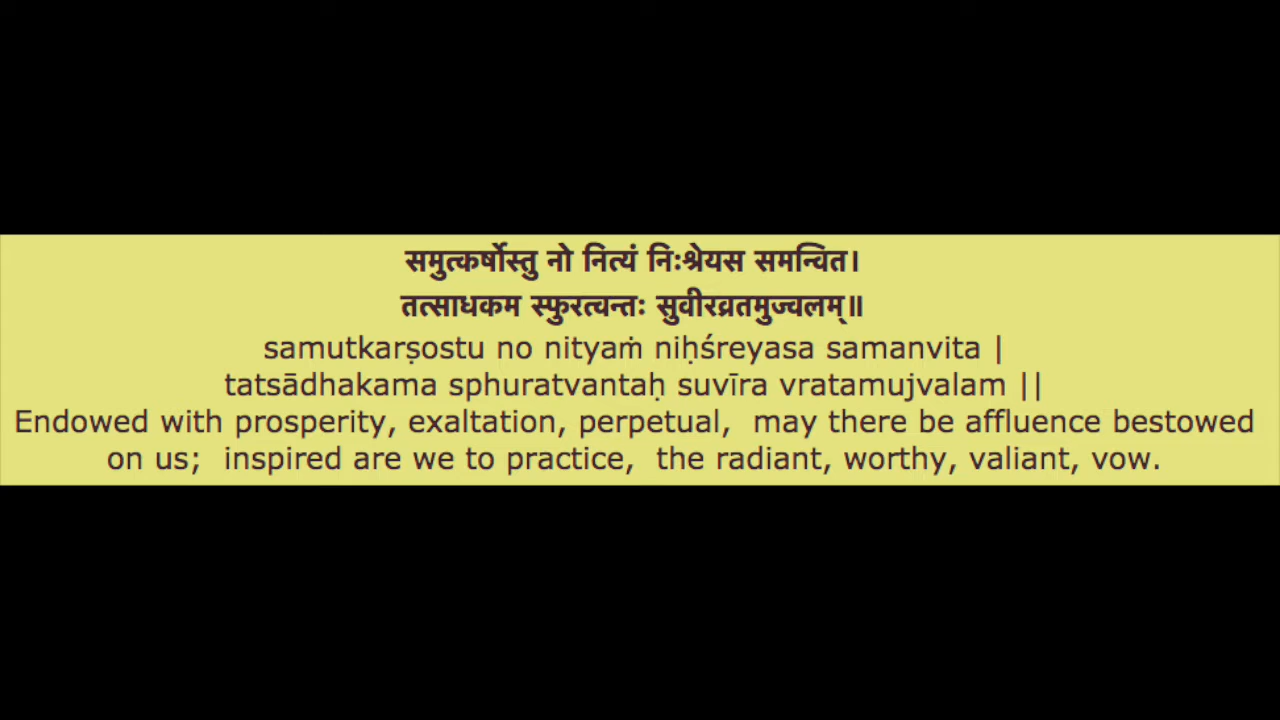 समुत्कर्षोस्तु नो नित्यं निःश्रेयस समन्वित।
तत्साधकम स्फुरत्वन्तः सुवीरव्रतमुज्वलम्॥
samutkarṣostu no nityaṁ niḥśreyasa samanvita |
tatsādhakama sphuratvantaḥ suvīra vratamujvalam ||
Endowed with prosperity, exaltation, perpetual,  may there be affluence bestowed
on us;  inspired are we to practice,  the radiant, worthy, valiant, vow.